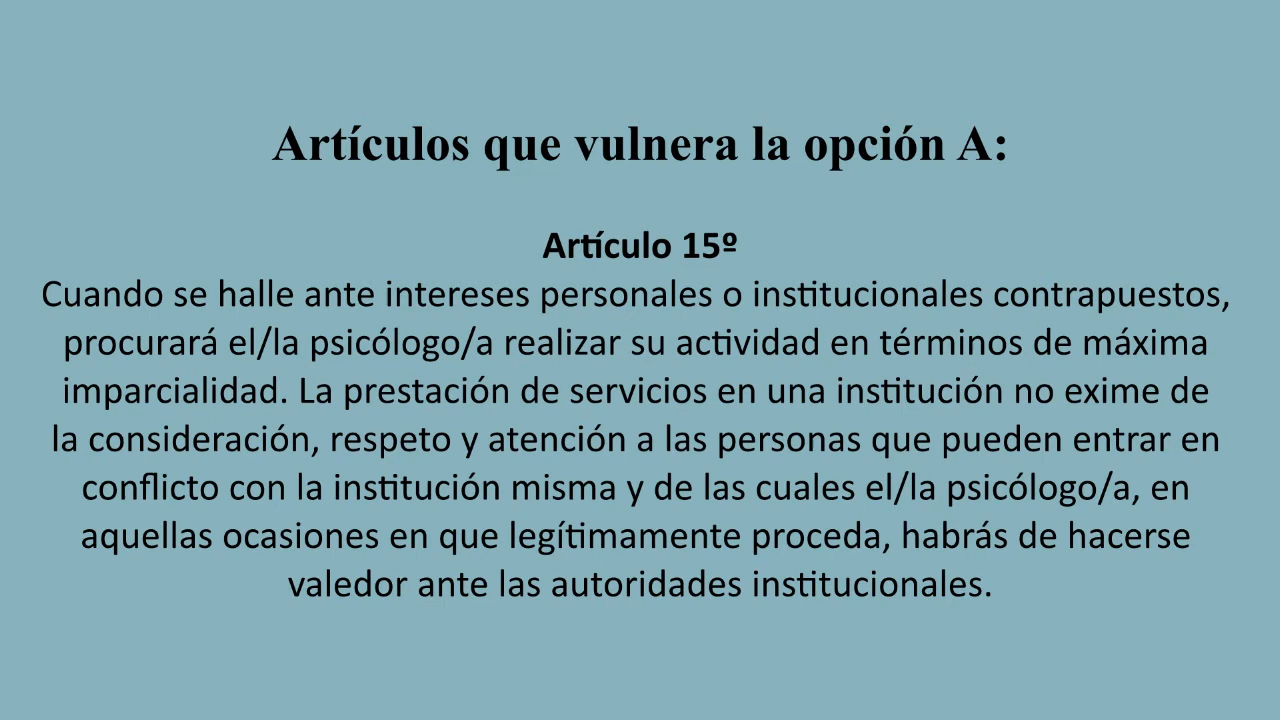 Artículos que vulnera la opción A:
Artículo 15º
Cuando se halle ante intereses personales o institucionales contrapuestos,
procurará el/la psicólogo/a realizar su actividad en términos de máxima
imparcialidad. La prestación de servicios en una institución no exime de
la consideración, respeto y atención a las personas que pueden entrar en
conflicto con la institución misma y de las cuales el/la psicólogo/a, en
aquellas ocasiones en que legítimamente proceda, habrás de hacerse
valedor ante las autoridades institucionales.